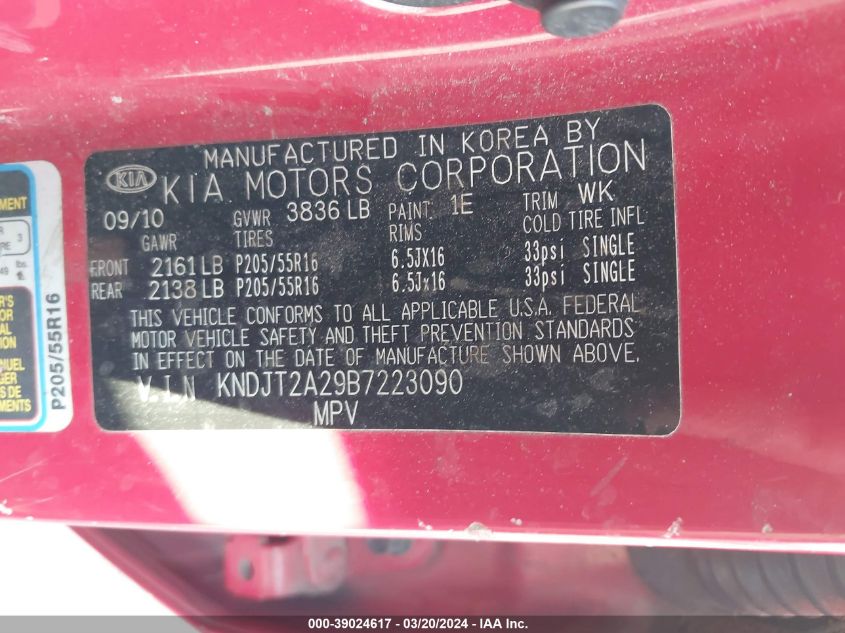 MANUFACTURED IN KOREA BY
KIA KIA MOTORS CORPORATION
09/10 GVWR 3836 LB PAINT 1E TRIM WK
GAWR TIRES RIMS COLD TIRE INFL
FRONT 2161 LB P205/55R16 6.5JX16 33psi SINGLE
REAR 2138 LB P205/55R16 6.5Jx16 33psi SINGLE
THIS VEHICLE CONFORMS TO ALL APPLICABLE U.S.A. FEDERAL
MOTOR VEHICLE SAFETY AND THEFT PREVENTION STANDARDS
IN EFFECT ON THE DATE OF MANUFACTURE SHOWN ABOVE.
V.I.N KNDJT2A29B7223090
MPV
P205/55R16
000-39024617 / 03/20/2024 — IAA Inc.